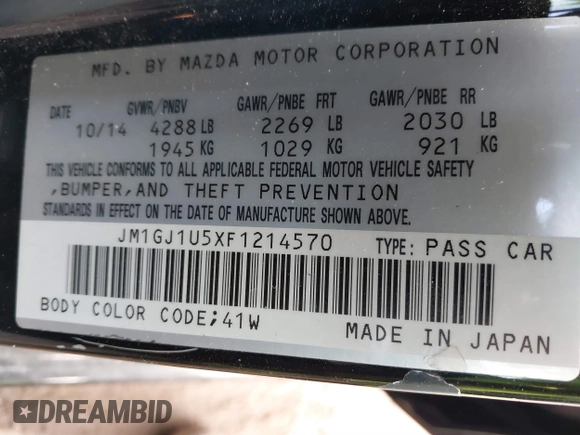 MFD. BY MAZDA MOTOR CORPORATION
DATE GVWR/PNBV GAWR/PNBE FRT GAWR/PNBE RR
10/14 4288 LB 2269 LB 2030 LB
1945 KG 1029 KG 921 KG
THIS VEHICLE CONFORMS TO ALL APPLICABLE FEDERAL MOTOR VEHICLE SAFETY
,BUMPER,AND THEFT PREVENTION
STANDARDS IN EFFECT ON THE DATE OF MANUFACTURE SHOWN ABOVE.
JM1GJ1U5XF1214570 TYPE: PASS CAR
BODY COLOR CODE;41W
MADE IN JAPAN
DREAMBID